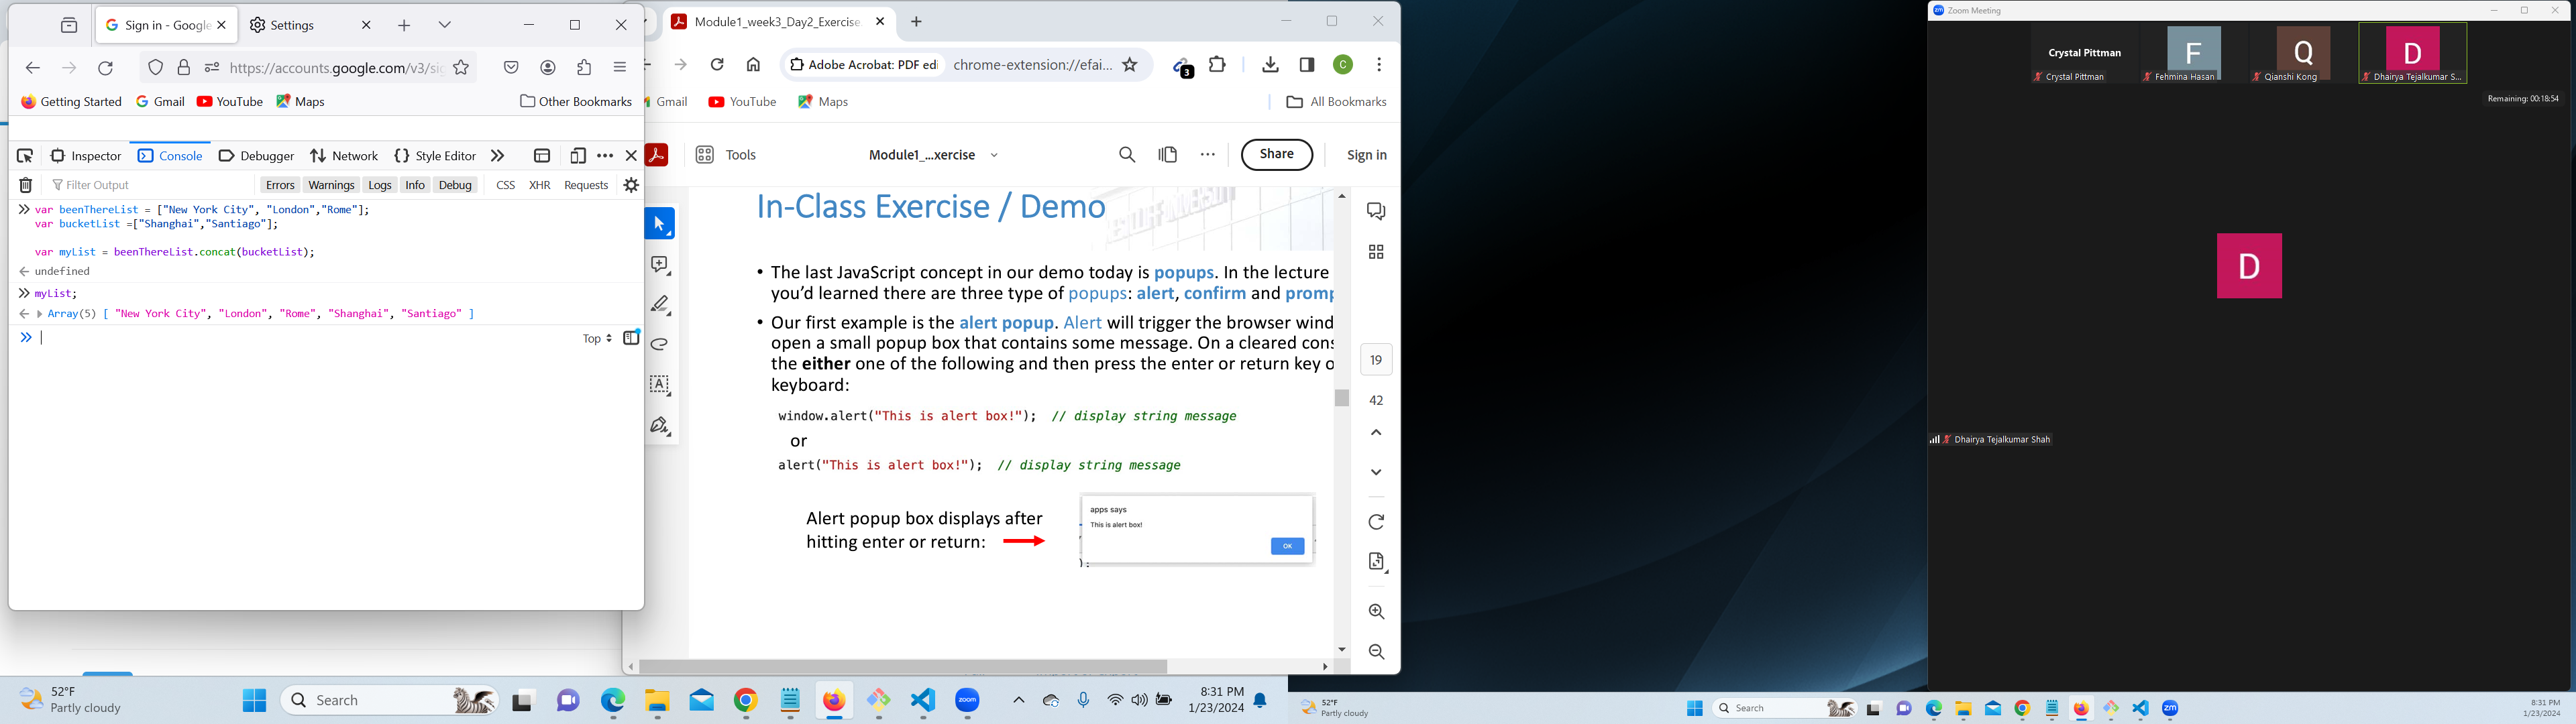 Sign in - Google
Settings
https://accounts.google.com/v3/sig
Getting Started
Gmail
YouTube
Maps
Other Bookmarks
Inspector
Console
Debugger
Network
{} Style Editor
Filter Output
Errors
Warnings
Logs
Info
Debug
CSS
XHR
Requests
var beenThereList = ["New York City", "London","Rome"];
var bucketList =["Shanghai","Santiago"];
var myList = beenThereList.concat(bucketList);
undefined
myList;
Array(5) [ "New York City", "London", "Rome", "Shanghai", "Santiago" ]
Top
Module1_week3_Day2_Exercise
Adobe Acrobat: PDF edi
chrome-extension://efai...
3
C
Gmail
YouTube
Maps
All Bookmarks
Tools
Module1_...xercise
Share
Sign in
In-Class Exercise / Demo
• The last JavaScript concept in our demo today is popups. In the lecture
you'd learned there are three type of popups: alert, confirm and promp
• Our first example is the alert popup. Alert will trigger the browser wind
open a small popup box that contains some message. On a cleared cons
the either one of the following and then press the enter or return key o
keyboard:
window.alert("This is alert box!"); // display string message
or
alert("This is alert box!"); // display string message
Alert popup box displays after
hitting enter or return:
apps says
This is alert box!
OK
19
42
Zoom Meeting
Crystal Pittman
Crystal Pittman
F
Fehmina Hasan
Q
Qianshi Kong
D
Dhairya Tejalkumar S...
Remaining: 00:18:54
D
Dhairya Tejalkumar Shah
52°F
Partly cloudy
Search
zoom
8:31 PM
1/23/2024
52°F
Partly cloudy
Search
zm
8:31 PM
1/23/2024